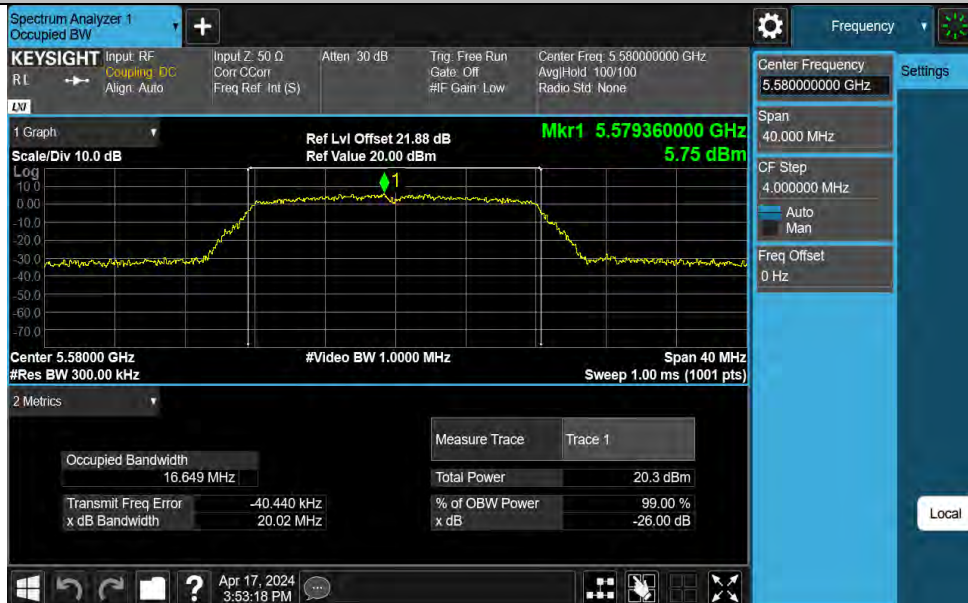 Spectrum Analyzer 1
Occupied BW
Frequency
KEYSIGHT
Input: RF
Coupling: DC
Align: Auto
Input Z: 50 Ω
Corr CCorr
Freq Ref: Int (S)
Atten: 30 dB
Trig: Free Run
Gate: Off
#IF Gain: Low
Center Freq: 5.580000000 GHz
Avg|Hold: 100/100
Radio Std: None
LXI
Center Frequency
5.580000000 GHz
Settings
Span
40.000 MHz
CF Step
4.000000 MHz
Auto
Man
Freq Offset
0 Hz
1 Graph
Scale/Div 10.0 dB
Ref Lvl Offset 21.88 dB
Ref Value 20.00 dBm
Mkr1 5.579360000 GHz
5.75 dBm
Log
10.0
0.00
-10.0
-20.0
-30.0
-40.0
-50.0
-60.0
-70.0
1
Center 5.58000 GHz
#Video BW 1.0000 MHz
Span 40 MHz
#Res BW 300.00 kHz
Sweep 1.00 ms (1001 pts)
2 Metrics
Measure Trace
Trace 1
Occupied Bandwidth
16.649 MHz
Total Power
20.3 dBm
Transmit Freq Error
-40.440 kHz
% of OBW Power
99.00 %
x dB Bandwidth
20.02 MHz
x dB
-26.00 dB
Local
?
Apr 17, 2024
3:53:18 PM